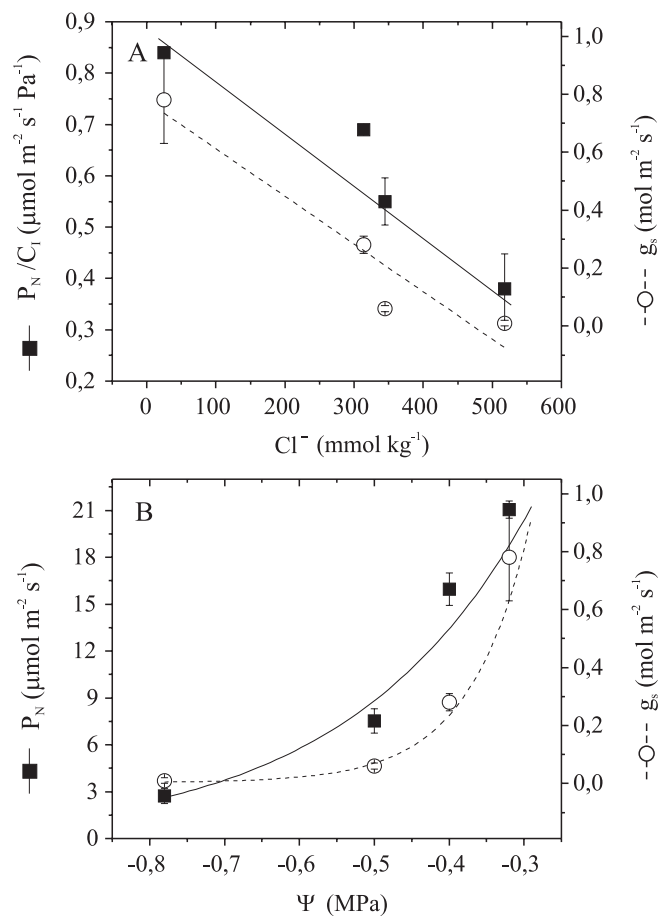 A
0,9
0,8
0,7
0,6
0,5
0,4
0,3
0,2
P_N /C_I (µmol m⁻² s⁻¹ Pa⁻¹)
1,0
0,8
0,6
0,4
0,2
0,0
g_s (mol m⁻² s⁻¹)
0 100 200 300 400 500 600
Cl⁻ (mmol kg⁻¹)
B
21
18
15
12
9
6
3
0
P_N (µmol m⁻² s⁻¹)
1,0
0,8
0,6
0,4
0,2
0,0
g_s (mol m⁻² s⁻¹)
-0,8 -0,7 -0,6 -0,5 -0,4 -0,3
Ψ (MPa)